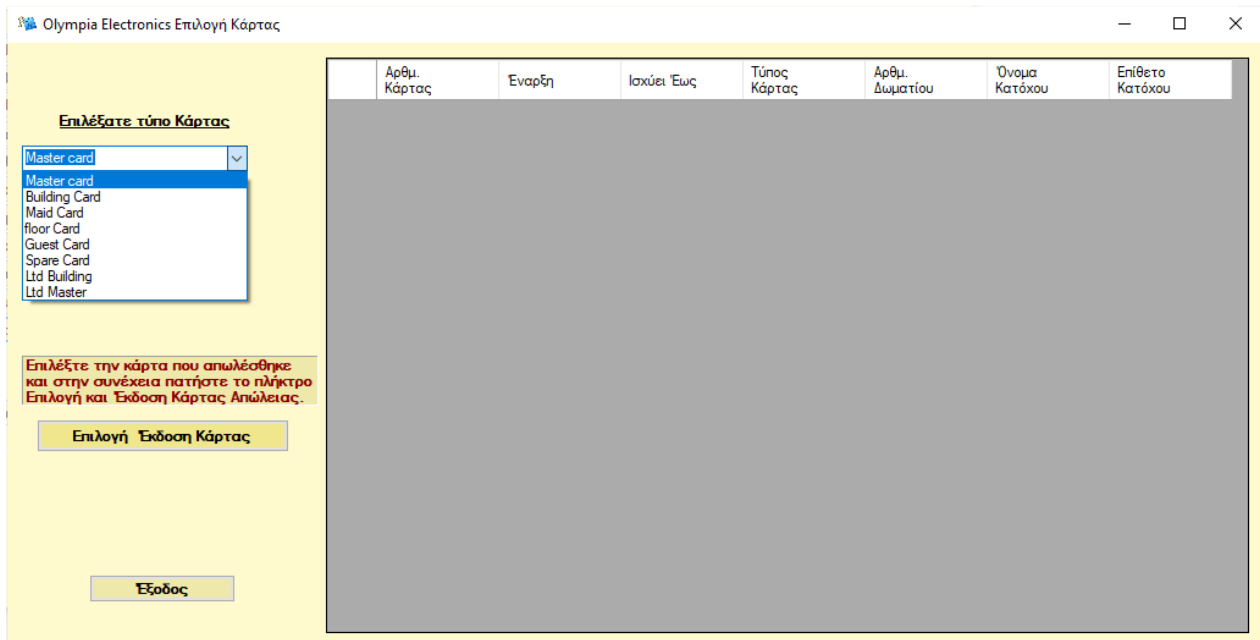 Olympia Electronics Επιλογή Κάρτας
Επιλέξατε τύπο Κάρτας
Master card
Master card
Building Card
Maid Card
floor Card
Guest Card
Spare Card
Ltd Building
Ltd Master
Επιλέξτε την κάρτα που απωλέσθηκε
και στην συνέχεια πατήστε το πλήκτρο
Επιλογή και Έκδοση Κάρτας Απώλειας.
Επιλογή Έκδοση Κάρτας
Έξοδος
Αρθμ.
Κάρτας
Έναρξη
Ισχύει Έως
Τύπος
Κάρτας
Αρθμ.
Δωματίου
Όνομα
Κατόχου
Επίθετο
Κατόχου